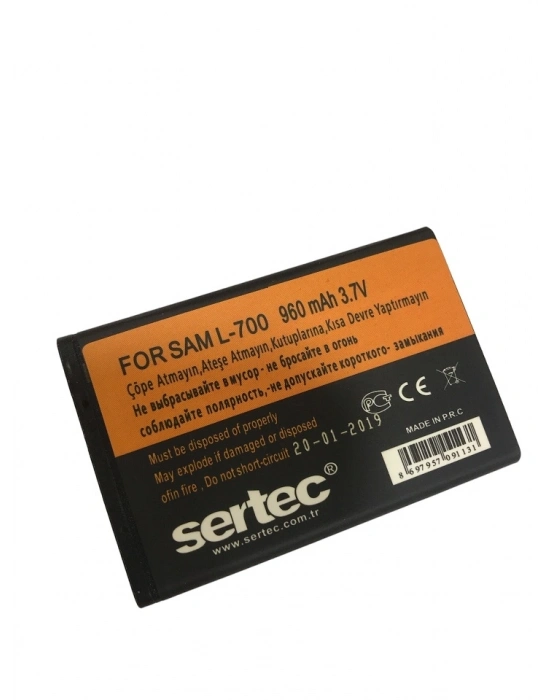 FOR SAM L-700 960 mAh 3.7V
Çöpe Atmayın,Ateşe Atmayın,Kutuplarına,Kısa Devre Yaptırmayın
Не выбрасывайте в мусор - не бросайте в огонь
соблюдайте полярность,-не допускайте короткого- замыкания
Must be disposed of properly
May explode if damaged or disposed
ofin fire , Do not short-circuit
20-01-2019
PG CE
MADE IN P.R.C
8 697957 091131
sertec®
www.sertec.com.tr